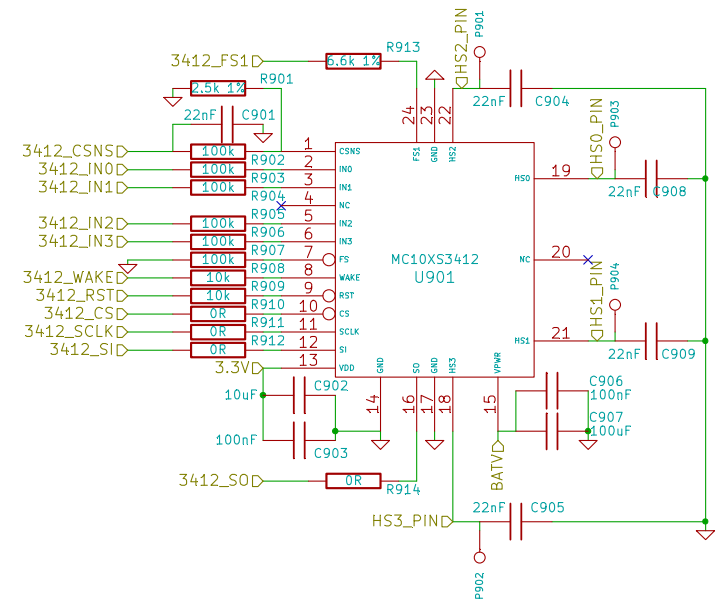 HS2_PIN
P901
3412_FS1
R913
6.6k 1%
2.5k 1%
R901
22nF
C901
24
23
22
22nF
C904
HS0_PIN
P903
3412_CSNS
100k
1
CSNS
FS1
GND
HS2
R902
3412_IN0
100k
2
IN0
R903
19
HS0
3412_IN1
100k
3
IN1
22nF
C908
R904
4
NC
R905
3412_IN2
100k
5
IN2
R906
3412_IN3
100k
6
IN3
R907
100k
7
FS
MC10XS3412
U901
NC
20
HS1_PIN
P904
R908
3412_WAKE
10k
8
WAKE
R909
3412_RST
10k
9
RST
R910
3412_CS
0R
10
CS
R911
3412_SCLK
0R
11
SCLK
HS1
21
R912
3412_SI
0R
12
SI
22nF
C909
3.3V
13
VDD
GND
SO
GND
HS3
VPWR
10uF
C902
14
16
17
18
15
C906
100nF
100nF
C903
C907
100uF
BATV
3412_SO
0R
R914
HS3_PIN
22nF
C905
P902